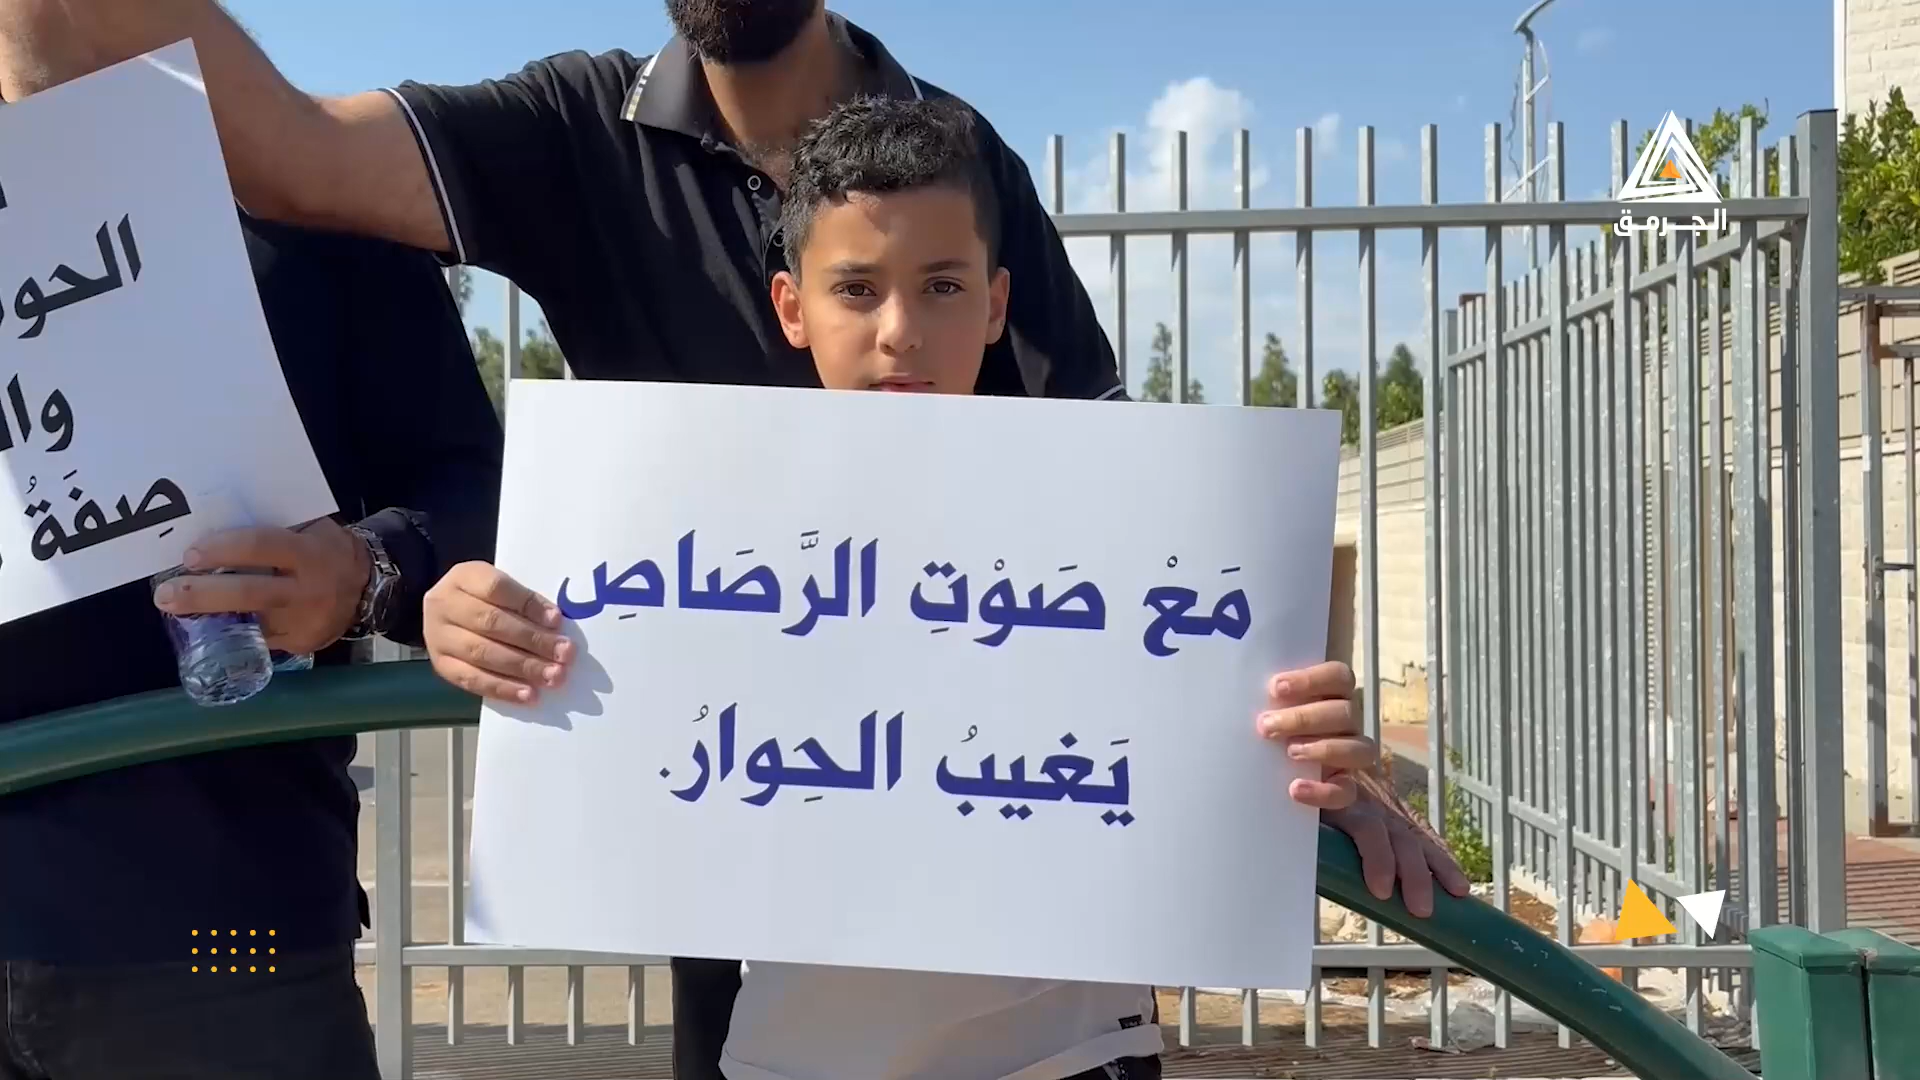 مَعْ صَوْتِ الرَّصَاصِ
يَغيبُ الحِوارُ.
صِفَةُ
الجرمق